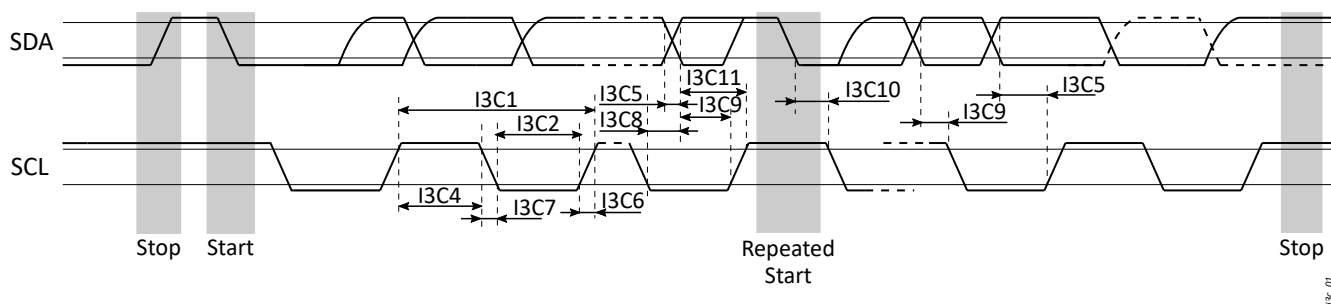 SDA
I3C11
I3C1
I3C5
I3C10
I3C5
I3C9
I3C2
I3C8
I3C9
SCL
I3C4
I3C7
I3C6
Stop
Start
Repeated
Start
Stop
i3c_01